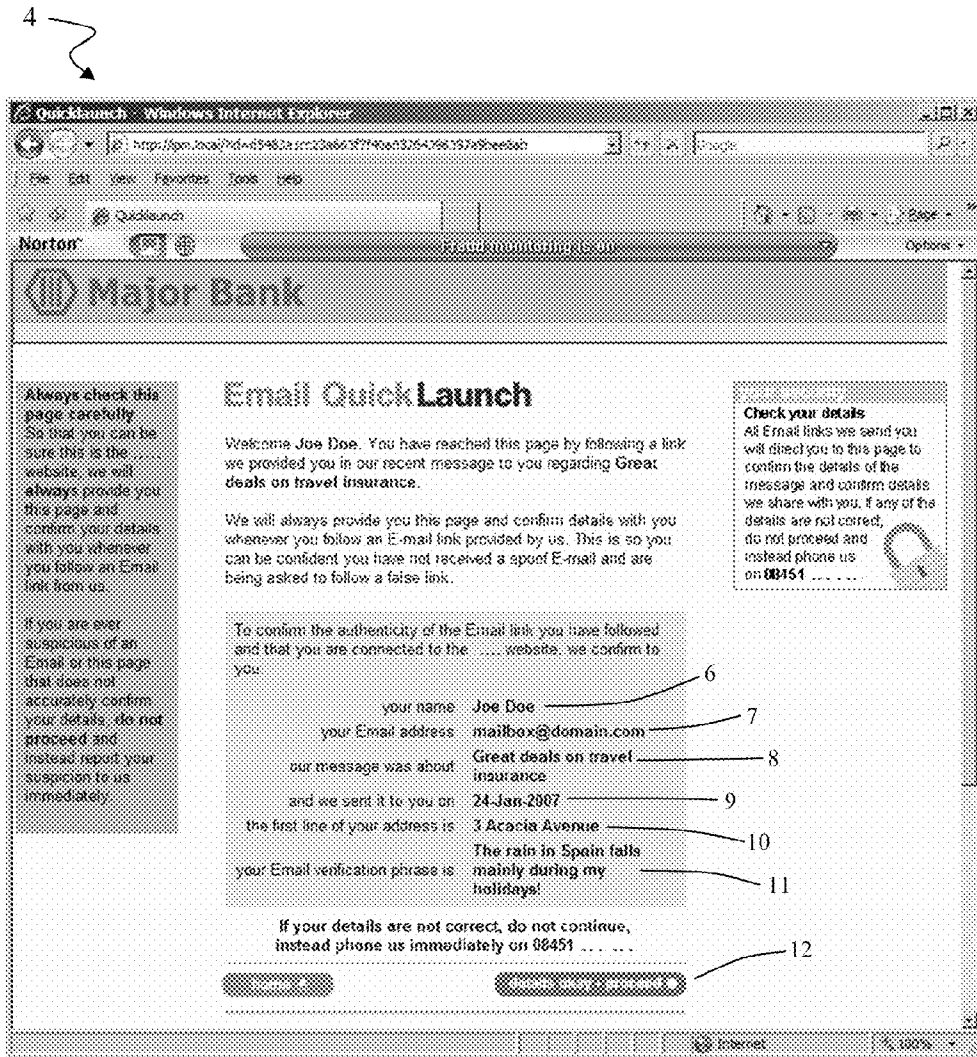 4
Quicklaunch - Windows Internet Explorer
Google
File Edit View Favorites Tools Help
Quicklaunch
Page
Norton™
Fraud monitoring is on
Options
Major Bank
Always check this
page carefully
So that you can be
sure this is the
website, we will
always provide you
this page and
confirm your details
with you whenever
you follow an Email
link from us.
If you are ever
suspicious of an
Email or this page
that does not
accurately confirm
your details, do not
proceed and
instead report your
suspicion to us
immediately.
Email QuickLaunch
Welcome Joe Doe. You have reached this page by following a link
we provided you in our recent message to you regarding Great
deals on travel insurance.
We will always provide you this page and confirm details with you
whenever you follow an E-mail link provided by us. This is so you
can be confident you have not received a spoof E-mail and are
being asked to follow a false link.
Check your details
All Email links we send you
will direct you to this page to
confirm the details of the
message and confirm details
we share with you. If any of the
details are not correct,
do not proceed and
instead phone us
on 08451 ... ... .
To confirm the authenticity of the Email link you have followed
and that you are connected to the .... website, we confirm to
you
your name Joe Doe 6
your Email address mailbox@domain.com 7
our message was about Great deals on travel insurance 8
and we sent it to you on 24-Jan-2007 9
the first line of your address is 3 Acacia Avenue 10
your Email verification phrase is The rain in Spain falls
mainly during my
holidays! 11
If your details are not correct, do not continue,
instead phone us immediately on 08451 ... ... .
12
Internet
100%